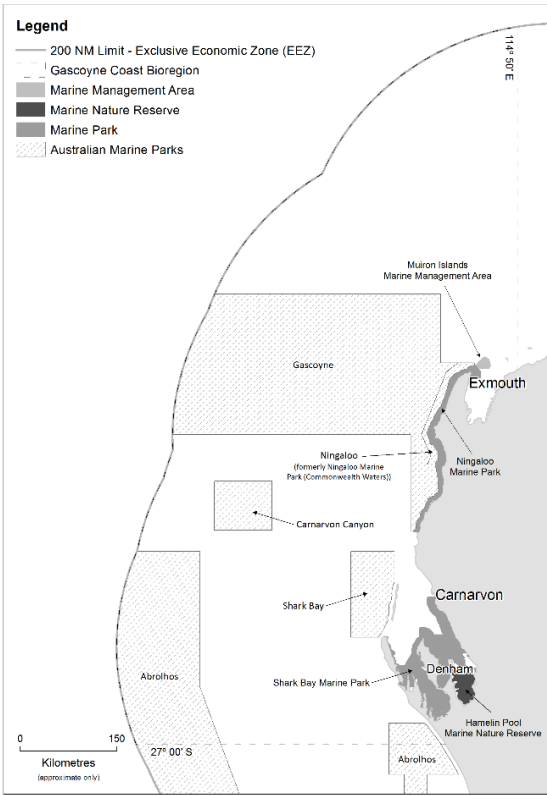 Legend
200 NM Limit - Exclusive Economic Zone (EEZ)
Gascoyne Coast Bioregion
Marine Management Area
Marine Nature Reserve
Marine Park
Australian Marine Parks
114° 50' E
Muiron Islands
Marine Management Area
Gascoyne
Exmouth
Ningaloo
(formerly Ningaloo Marine
Park (Commonwealth Waters))
Ningaloo
Marine Park
Carnarvon Canyon
Carnarvon
Shark Bay
Denham
Abrolhos
Shark Bay Marine Park
Hamelin Pool
Marine Nature Reserve
0 150
Kilometres
(approximate only)
27° 00' S
Abrolhos